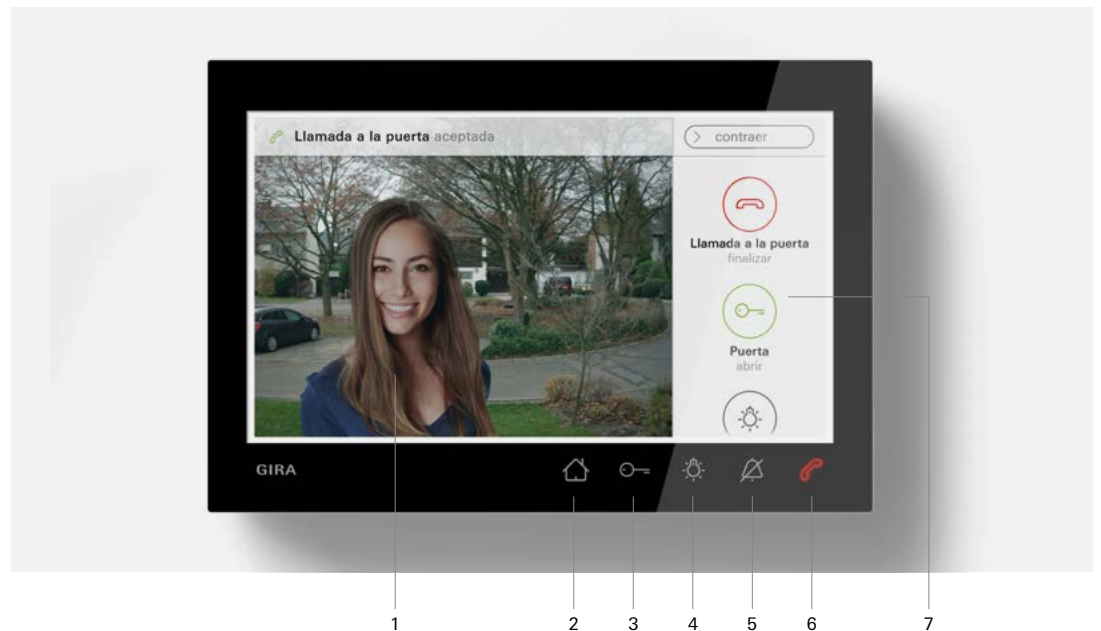 Llamada a la puerta aceptada
contraer
Llamada a la puerta
finalizar
Puerta
abrir
GIRA
1 2 3 4 5 6 7